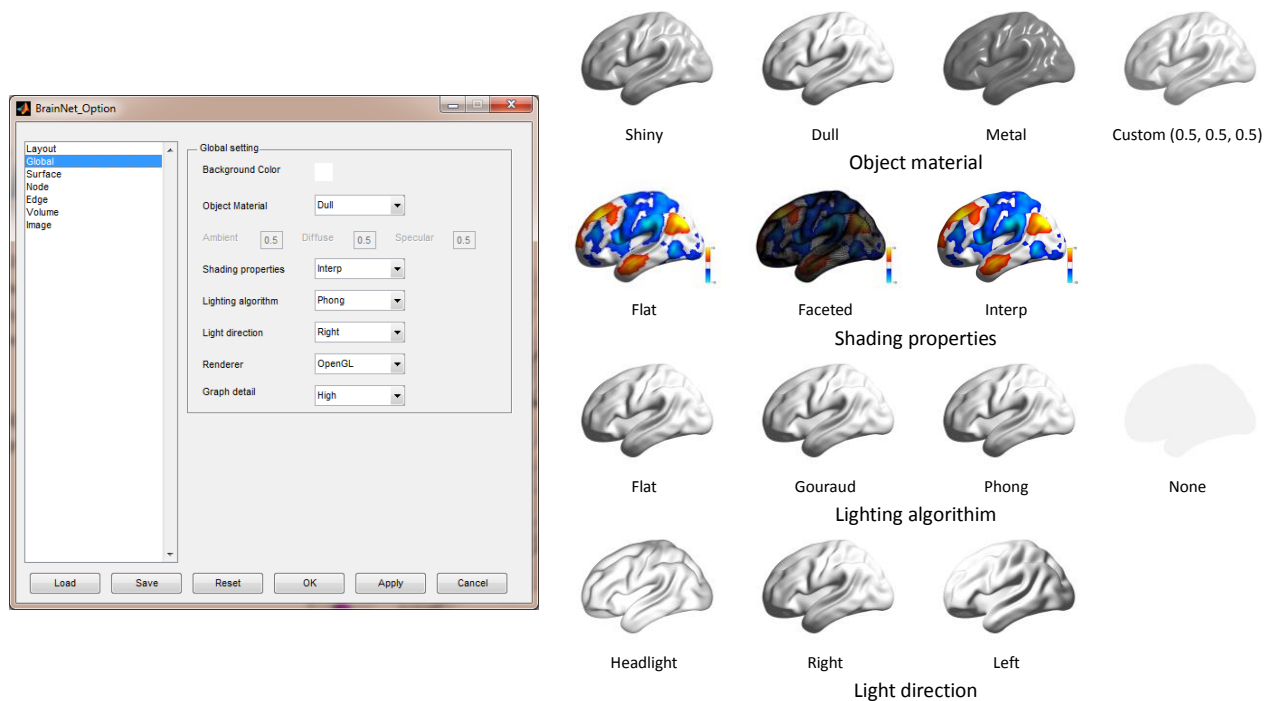 BrainNet_Option
Layout
Global
Surface
Node
Edge
Volume
Image
Global setting
Background Color
Object Material Dull
Ambient 0.5 Diffuse 0.5 Specular 0.5
Shading properties Interp
Lighting algorithm Phong
Light direction Right
Renderer OpenGL
Graph detail High
Load Save Reset OK Apply Cancel
Shiny Dull Metal Custom (0.5, 0.5, 0.5)
Object material
Flat Faceted Interp
Shading properties
Flat Gouraud Phong None
Lighting algorithim
Headlight Right Left
Light direction